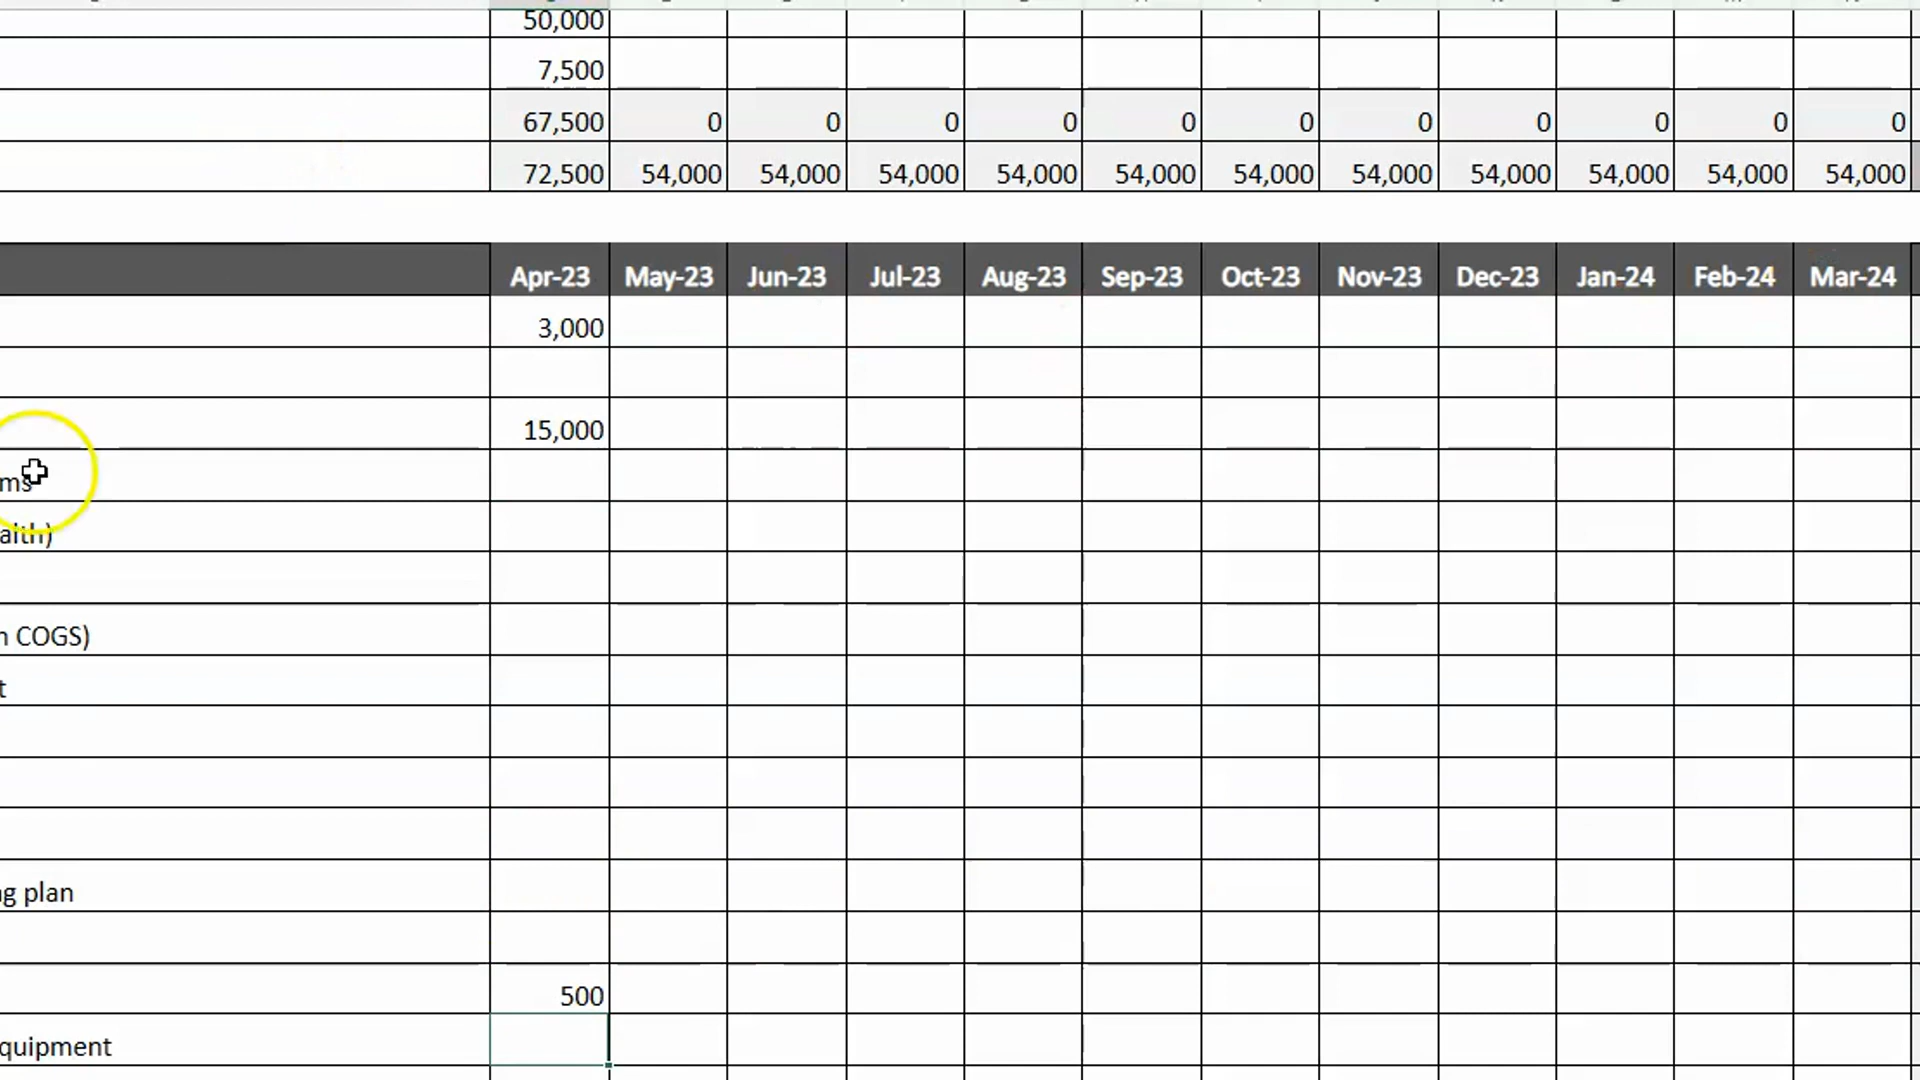 50,000
7,500
67,500 0 0 0 0 0 0 0 0 0 0 0
72,500 54,000 54,000 54,000 54,000 54,000 54,000 54,000 54,000 54,000 54,000 54,000
Apr-23 May-23 Jun-23 Jul-23 Aug-23 Sep-23 Oct-23 Nov-23 Dec-23 Jan-24 Feb-24 Mar-24
3,000
15,000
ms
alth)
n COGS)
t
g plan
500
quipment